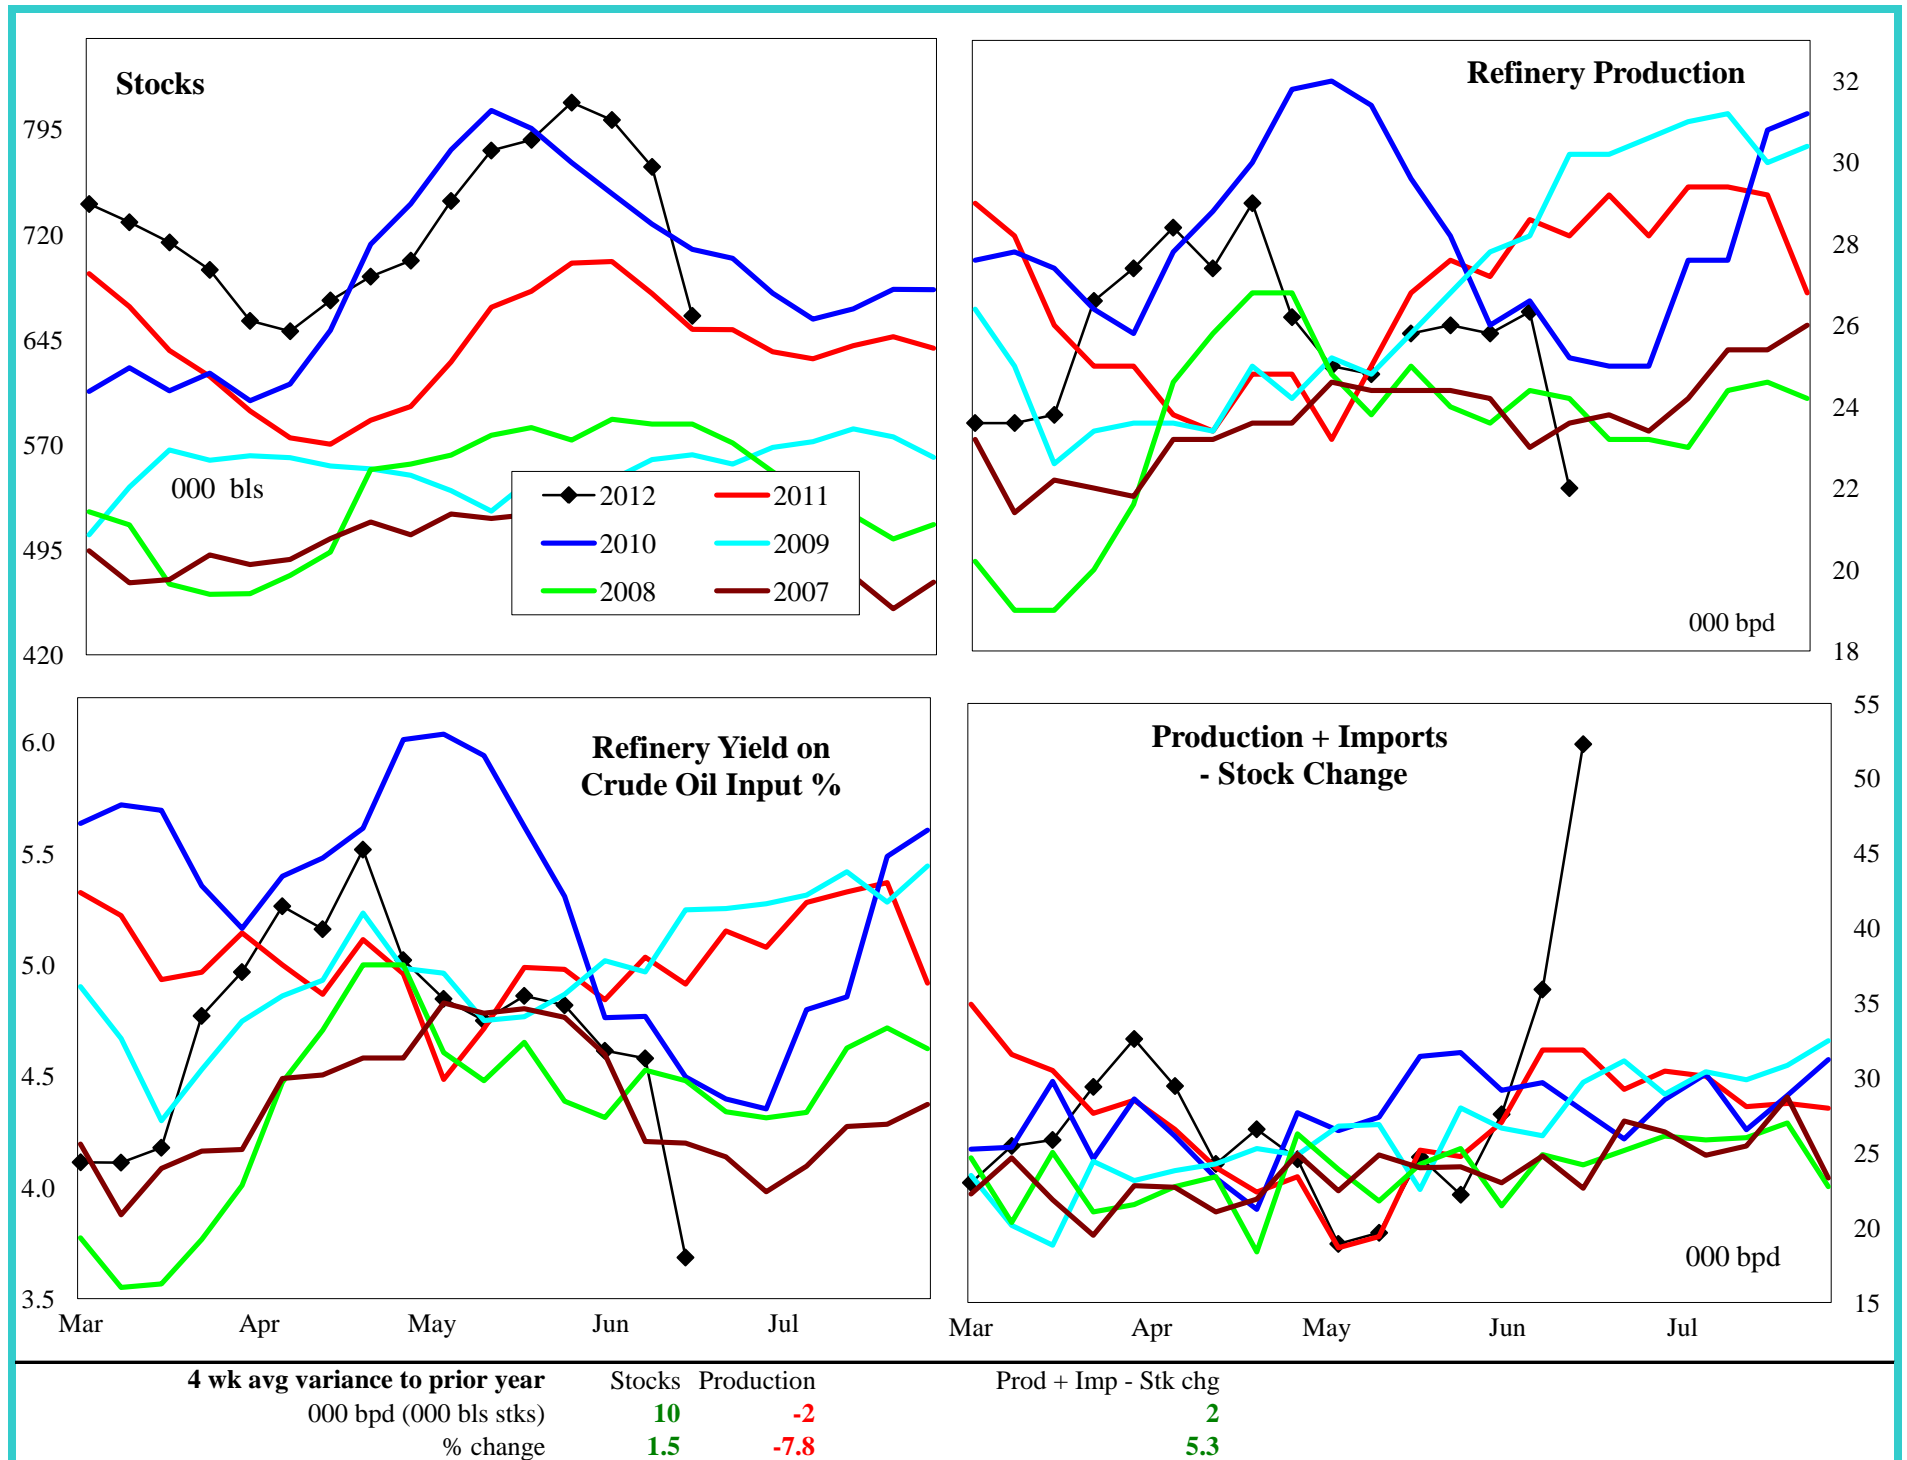 Stocks
795
720
645
570
495
420
000 bls
2012
2011
2010
2009
2008
2007
Refinery Production
32
30
28
26
24
22
20
18
000 bpd
Refinery Yield on
Crude Oil Input %
6.0
5.5
5.0
4.5
4.0
3.5
Mar Apr May Jun Jul
Production + Imports
- Stock Change
55
50
45
40
35
30
25
20
15
000 bpd
Mar Apr May Jun Jul
4 wk avg variance to prior year Stocks Production Prod + Imp - Stk chg
000 bpd (000 bls stks) 10 -2 2
% change 1.5 -7.8 5.3